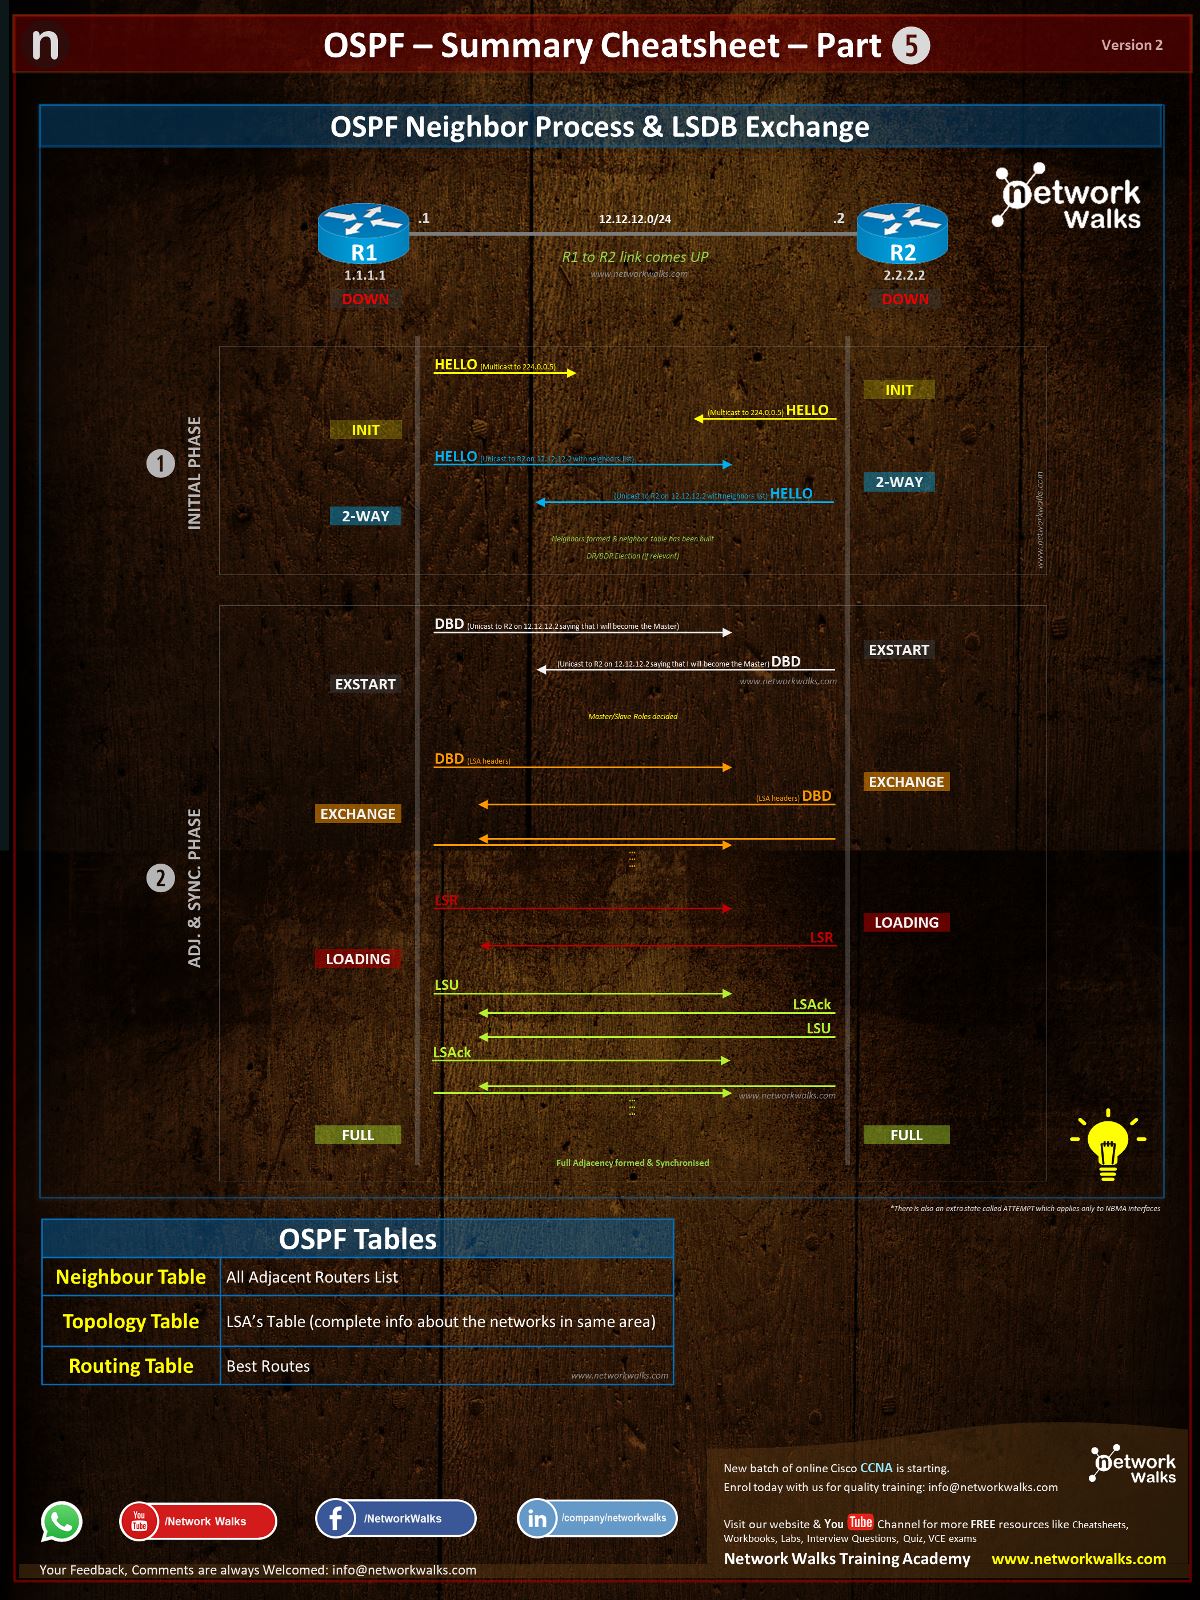 n
OSPF – Summary Cheatsheet – Part 5
Version 2
OSPF Neighbor Process & LSDB Exchange
network
Walks
.1
12.12.12.0/24
.2
R1
R1 to R2 link comes UP
R2
1.1.1.1
www.networkwalks.com
2.2.2.2
DOWN
DOWN
1
INITIAL PHASE
HELLO (Multicast to 224.0.0.5)
INIT
(Multicast to 224.0.0.5) HELLO
INIT
HELLO (Unicast to R2 on 12.12.12.2 with neighbors list)
2-WAY
(Unicast to R2 on 12.12.12.2 with neighbors list) HELLO
2-WAY
www.networkwalks.com
Neighbors formed & neighbor table has been built
DR/BDR Election (if relevant)
2
ADJ. & SYNC. PHASE
DBD (Unicast to R2 on 12.12.12.2 saying that I will become the Master)
EXSTART
(Unicast to R2 on 12.12.12.2 saying that I will become the Master) DBD
www.networkwalks.com
EXSTART
Master/Slave Roles decided
DBD (LSA headers)
EXCHANGE
(LSA headers) DBD
EXCHANGE
LSR
LOADING
LSR
LOADING
LSU
LSAck
LSU
LSAck
www.networkwalks.com
FULL
FULL
Full Adjacency formed & Synchronised
*There is also an extra state called ATTEMPT which applies only to NBMA interfaces
OSPF Tables
Neighbour Table All Adjacent Routers List
Topology Table LSA's Table (complete info about the networks in same area)
Routing Table Best Routes
www.networkwalks.com
New batch of online Cisco CCNA is starting.
Enrol today with us for quality training: info@networkwalks.com
network
Walks
You Tube /Network Walks
f /NetworkWalks
in /company/networkwalks
Visit our website & You Tube Channel for more FREE resources like Cheatsheets,
Workbooks, Labs, Interview Questions, Quiz, VCE exams
Network Walks Training Academy www.networkwalks.com
Your Feedback, Comments are always Welcomed: info@networkwalks.com